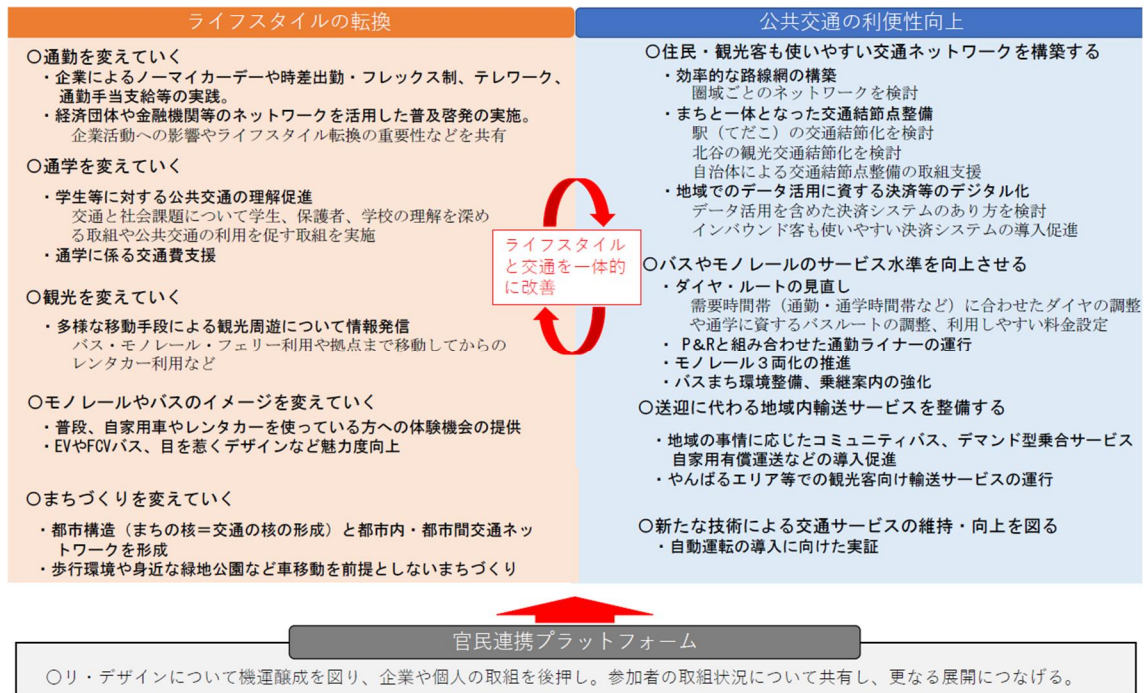 ライフスタイルの転換
○通勤を変えていく
・企業によるノーマイカーデーや時差出勤・フレックス制、テレワーク、
通勤手当支給等の実践。
・経済団体や金融機関等のネットワークを活用した普及啓発の実施。
企業活動への影響やライフスタイル転換の重要性などを共有
○通学を変えていく
・学生等に対する公共交通の理解促進
交通と社会課題について学生、保護者、学校の理解を深め
る取組や公共交通の利用を促す取組を実施
・通学に係る交通費支援
○観光を変えていく
・多様な移動手段による観光周遊について情報発信
バス・モノレール・フェリー利用や拠点まで移動してからの
レンタカー利用など
○モノレールやバスのイメージを変えていく
・普段、自家用車やレンタカーを使っている方への体験機会の提供
・EVやFCVバス、目を惹くデザインなど魅力度向上
○まちづくりを変えていく
・都市構造（まちの核＝交通の核の形成）と都市内・都市間交通ネッ
トワークを形成
・歩行環境や身近な緑地公園など車移動を前提としないまちづくり
ライフスタイル
と交通を一体的
に改善
公共交通の利便性向上
○住民・観光客も使いやすい交通ネットワークを構築する
・効率的な路線網の構築
圏域ごとのネットワークを検討
・まちと一体となった交通結節点整備
駅（てだこ）の交通結節化を検討
北谷の観光交通結節化を検討
自治体による交通結節点整備の取組支援
・地域でのデータ活用に資する決済等のデジタル化
データ活用を含めた決済システムのあり方を検討
インバウンド客も使いやすい決済システムの導入促進
○バスやモノレールのサービス水準を向上させる
・ダイヤ・ルートの見直し
需要時間帯（通勤・通学時間帯など）に合わせたダイヤの調整
や通学に資するバスルートの調整、利用しやすい料金設定
・ P&Rと組み合わせた通勤ライナーの運行
・モノレール３両化の推進
・バスまち環境整備、乗継案内の強化
○送迎に代わる地域内輸送サービスを整備する
・地域の事情に応じたコミュニティバス、デマンド型乗合サービス
自家用有償運送などの導入促進
・やんばるエリア等での観光客向け輸送サービスの運行
○新たな技術による交通サービスの維持・向上を図る
・自動運転の導入に向けた実証
官民連携プラットフォーム
○リ・デザインについて機運醸成を図り、企業や個人の取組を後押し。参加者の取組状況について共有し、更なる展開につなげる。